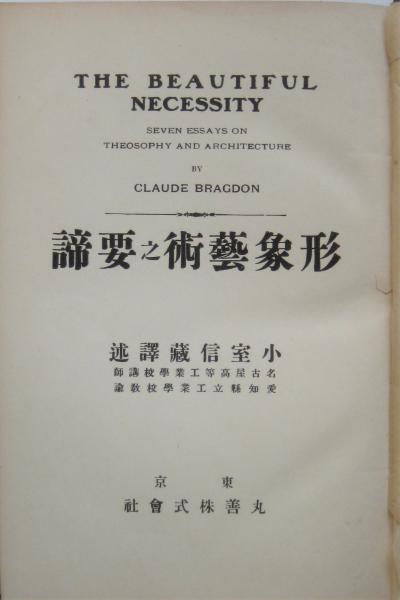 THE BEAUTIFUL
NECESSITY
SEVEN ESSAYS ON
THEOSOPHY AND ARCHITECTURE
BY
CLAUDE BRAGDON
形象藝術之要諦
小室信藏譯述
名古屋高等工業學校講師
愛知縣立工業學校教諭
東京
丸善株式會社